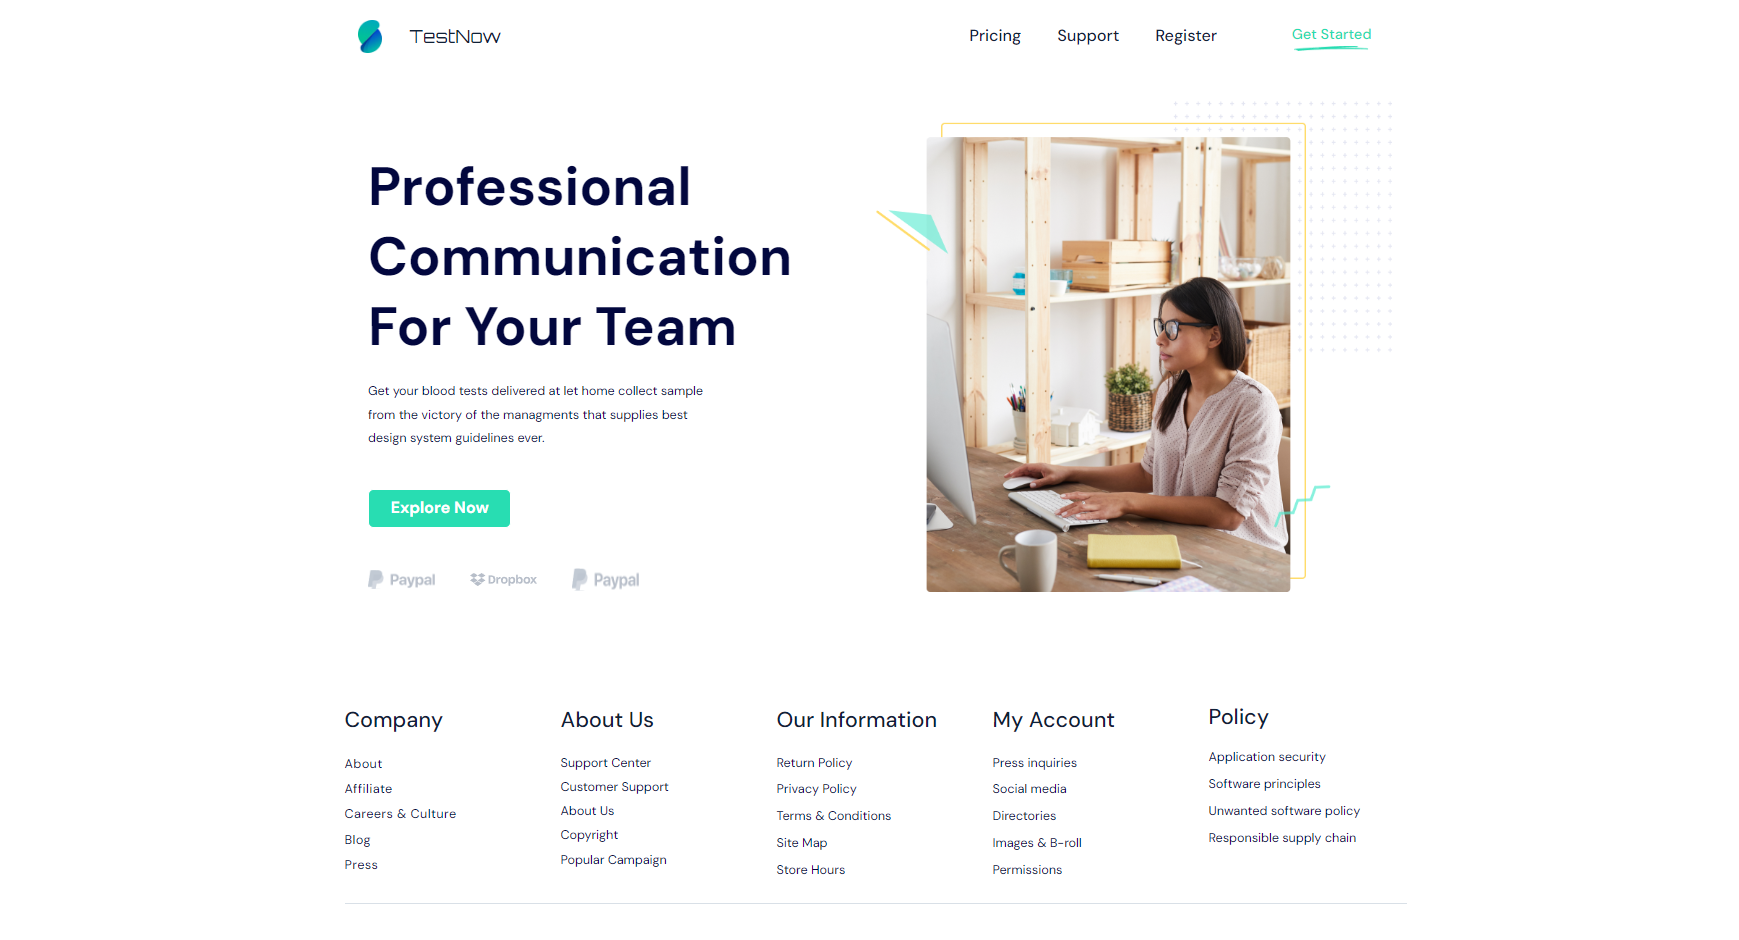 TestNow
Pricing Support Register Get Started
Professional
Communication
For Your Team
Get your blood tests delivered at let home collect sample
from the victory of the managments that supplies best
design system guidelines ever.
Explore Now
Paypal Dropbox Paypal
Company
About
Affiliate
Careers & Culture
Blog
Press
About Us
Support Center
Customer Support
About Us
Copyright
Popular Campaign
Our Information
Return Policy
Privacy Policy
Terms & Conditions
Site Map
Store Hours
My Account
Press inquiries
Social media
Directories
Images & B-roll
Permissions
Policy
Application security
Software principles
Unwanted software policy
Responsible supply chain